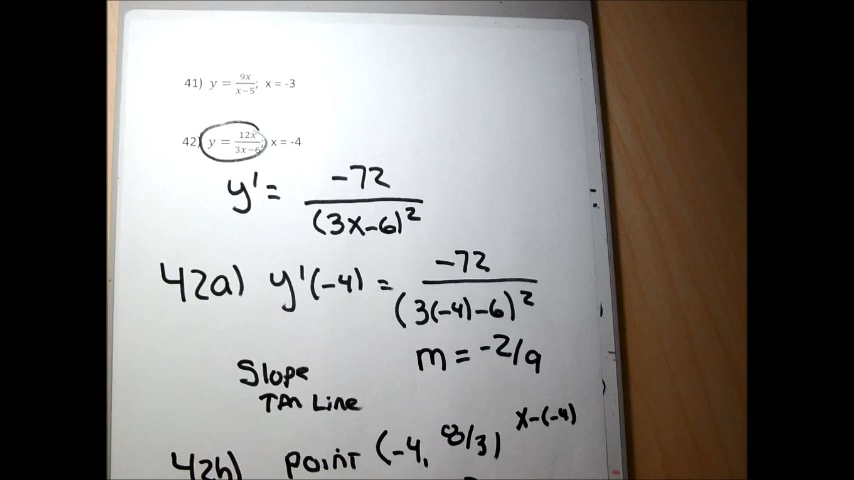 41) y = 9x/(x−5); x = -3
42) y = 12x/(3x−6); x = -4
y' = -72/(3x-6)²
42a) y'(-4) = -72/(3(-4)-6)²
m = -2/9
Slope
TAn Line
x-(-4)
42b) point (-4, 8/3)